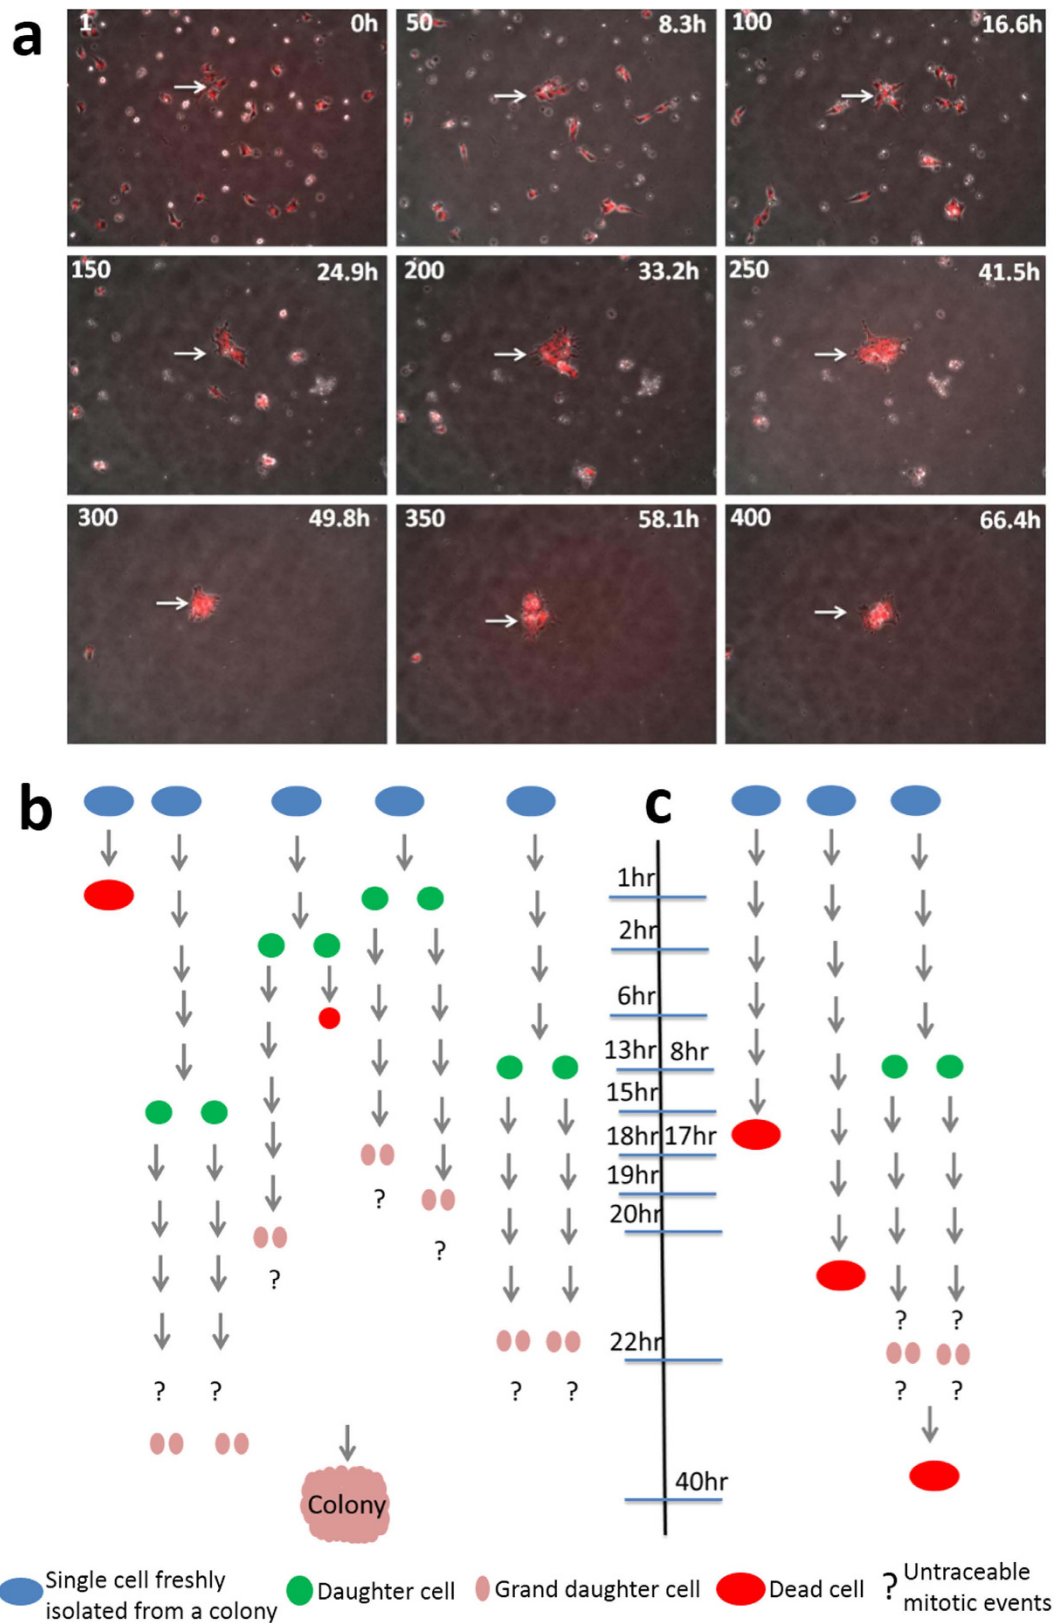 a
1 0h
50 8.3h
100 16.6h
150 24.9h
200 33.2h
250 41.5h
300 49.8h
350 58.1h
400 66.4h
b
c
1hr
2hr
6hr
13hr 8hr
15hr
18hr 17hr
19hr
20hr
22hr
40hr
?
?
?
?
? ?
? ?
? ?
? ?
Colony
Single cell freshly
isolated from a colony
Daughter cell
Grand daughter cell
Dead cell
? Untraceable
mitotic events